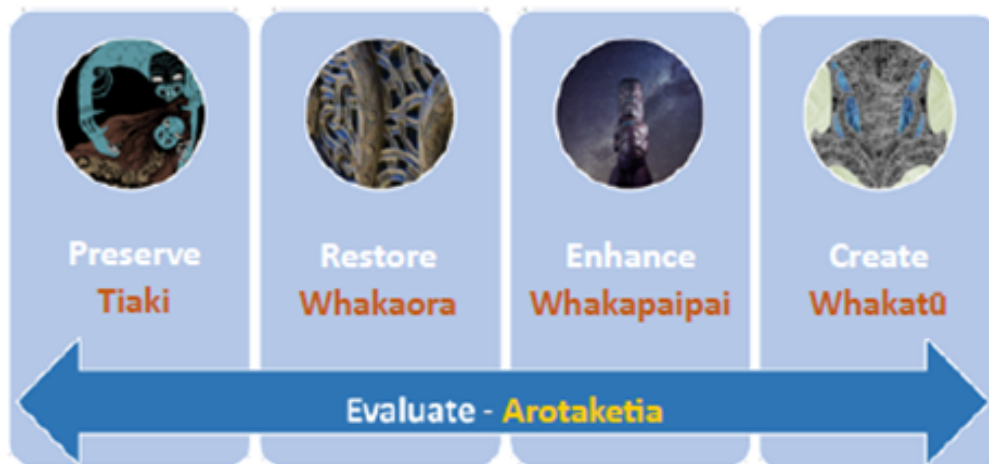 Preserve
Tiaki
Restore
Whakaora
Enhance
Whakapaipai
Create
Whakatū
Evaluate - Arotaketia